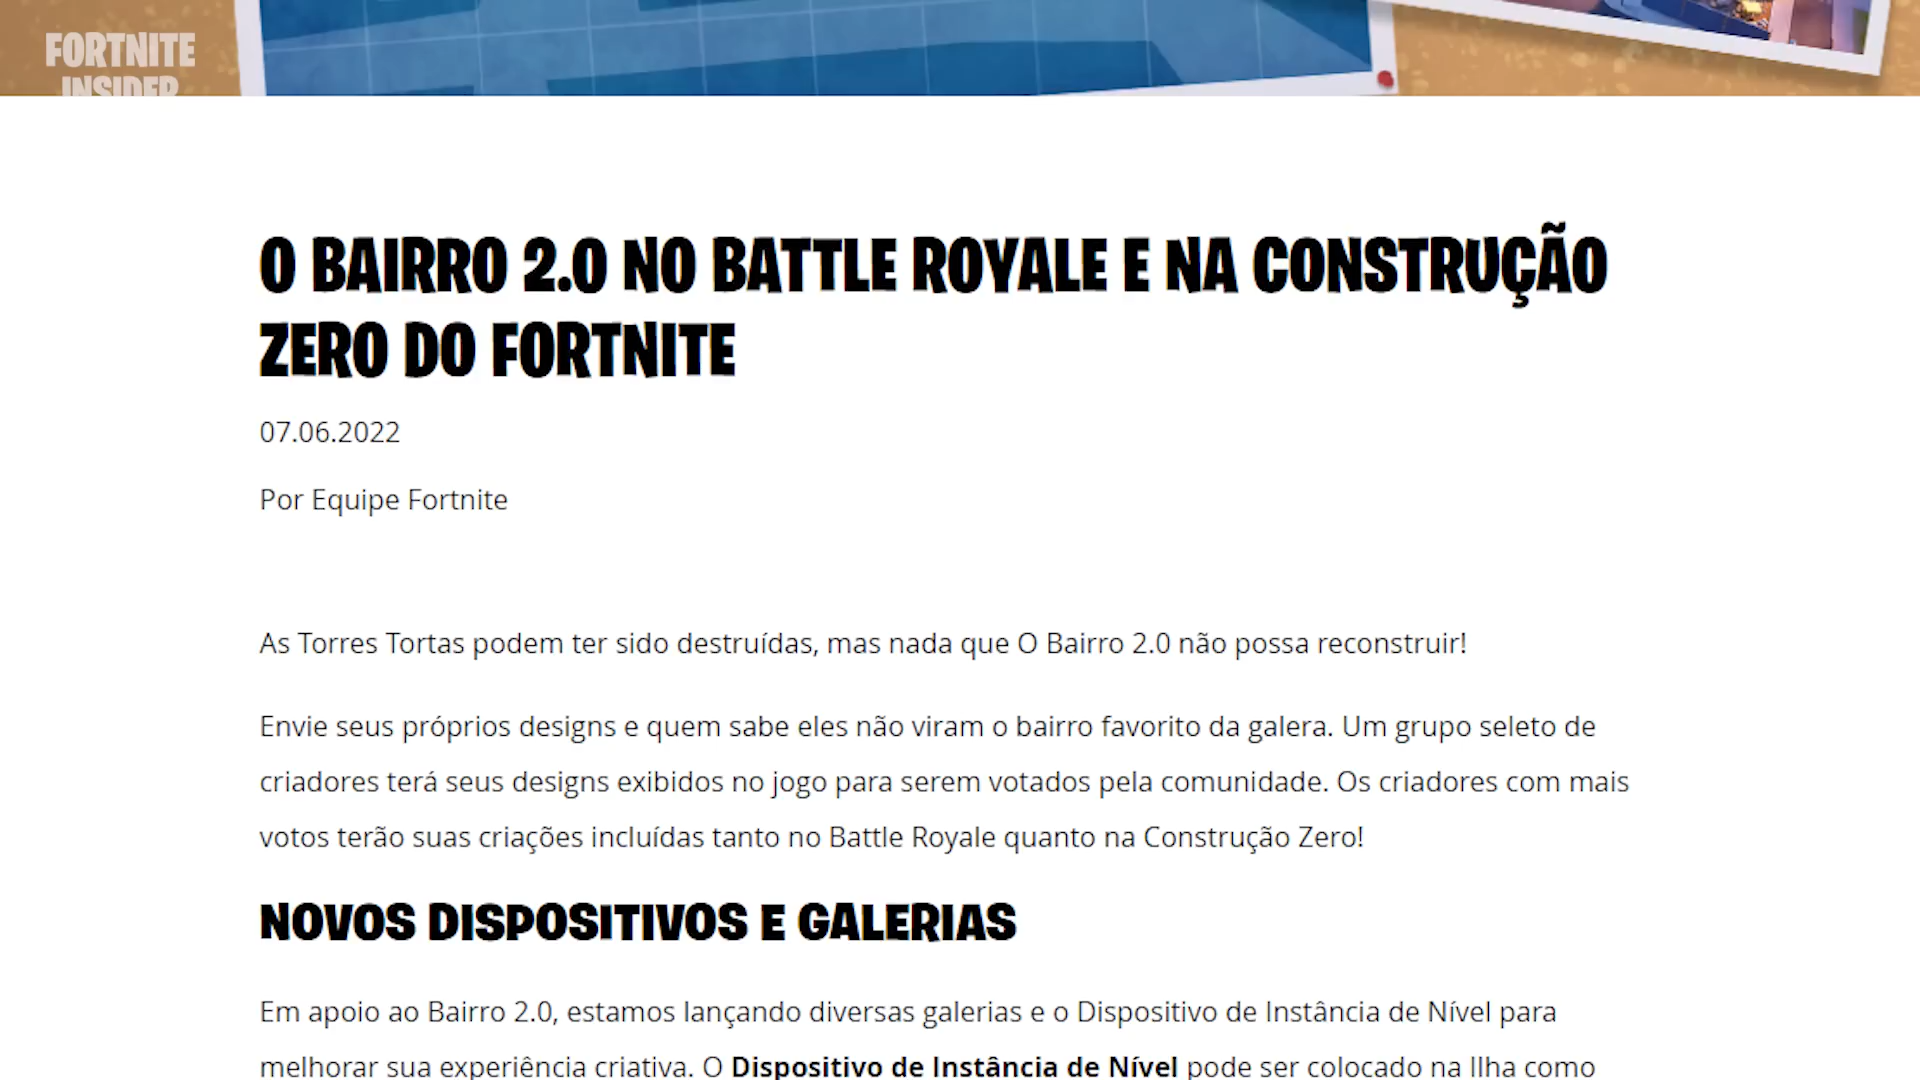 FORTNITE
INSIDER
O BAIRRO 2.0 NO BATTLE ROYALE E NA CONSTRUÇÃO
ZERO DO FORTNITE
07.06.2022
Por Equipe Fortnite
As Torres Tortas podem ter sido destruídas, mas nada que O Bairro 2.0 não possa reconstruir!
Envie seus próprios designs e quem sabe eles não viram o bairro favorito da galera. Um grupo seleto de
criadores terá seus designs exibidos no jogo para serem votados pela comunidade. Os criadores com mais
votos terão suas criações incluídas tanto no Battle Royale quanto na Construção Zero!
NOVOS DISPOSITIVOS E GALERIAS
Em apoio ao Bairro 2.0, estamos lançando diversas galerias e o Dispositivo de Instância de Nível para
melhorar sua experiência criativa. O Dispositivo de Instância de Nível pode ser colocado na Ilha como